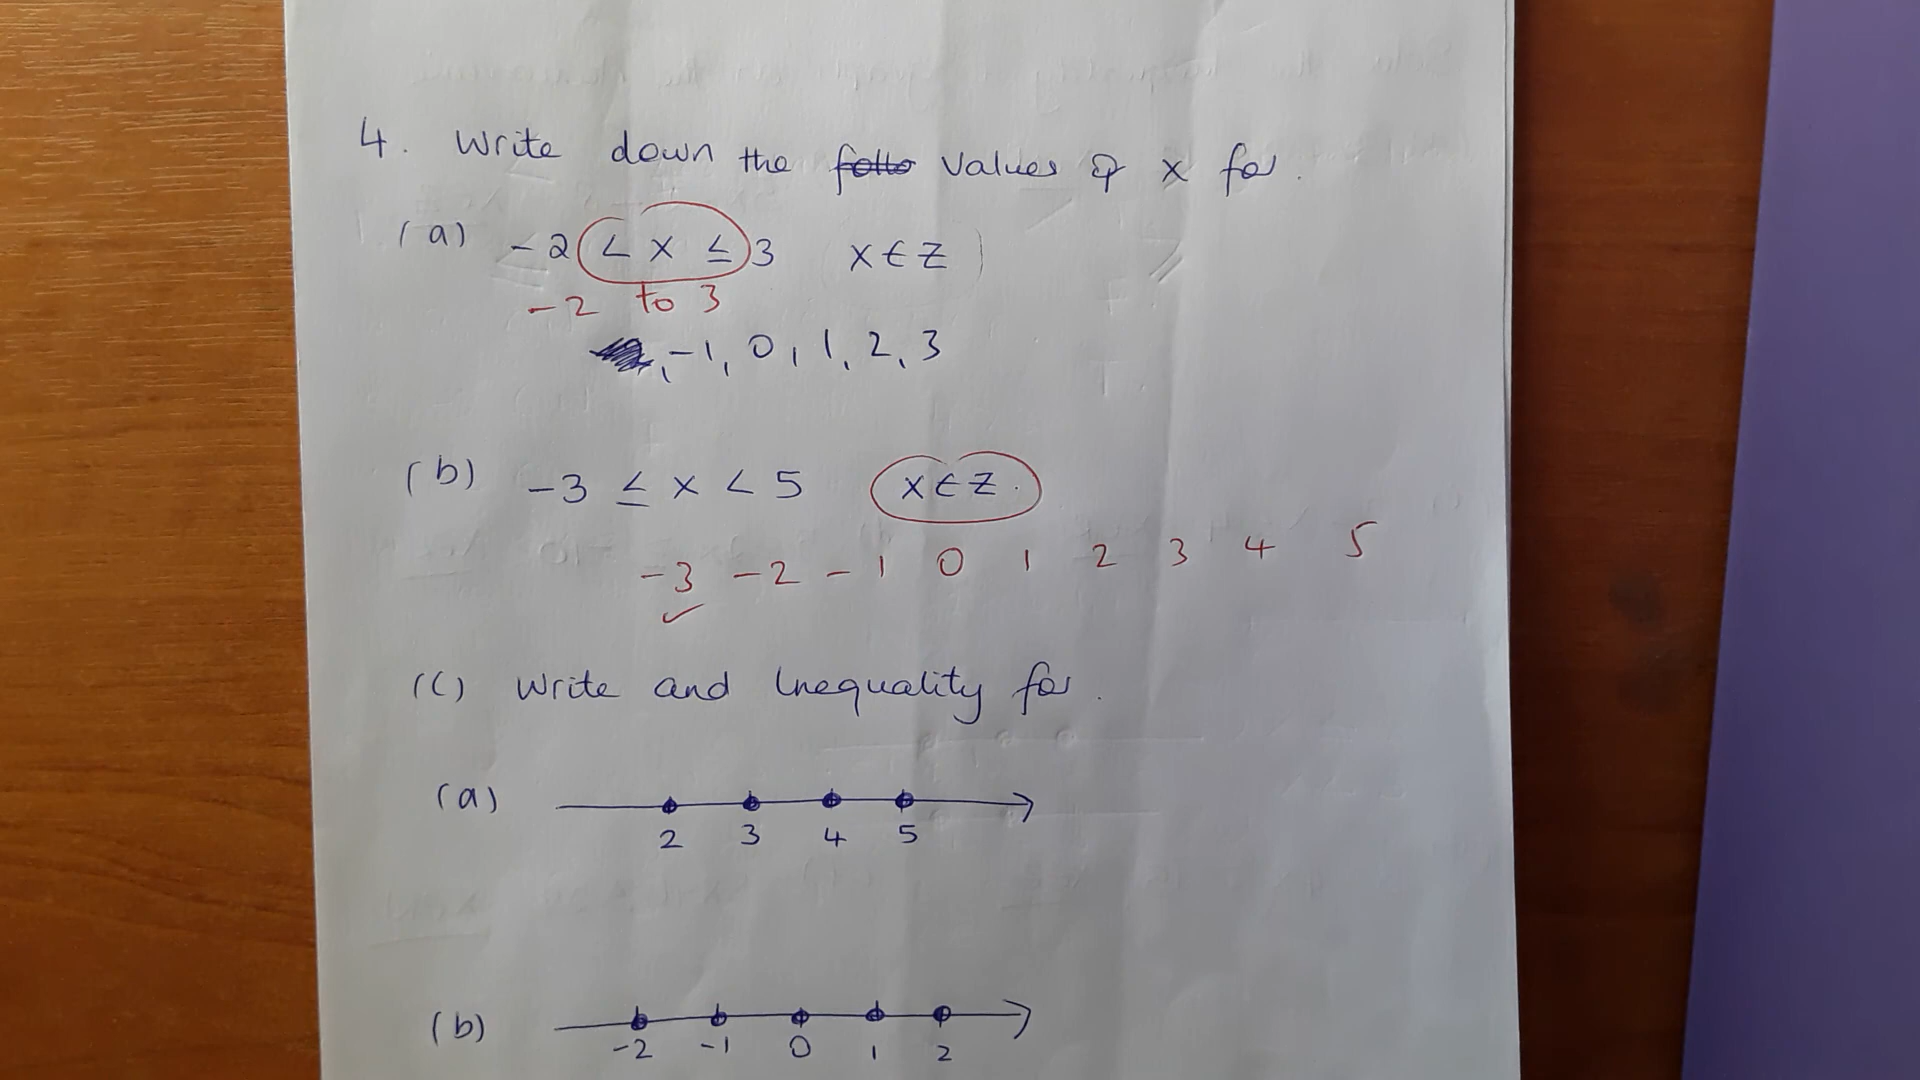 4. Write down the follo values of x for.
(a) -2 < x ≤ 3 x ∈ Z
-2 to 3
, -1, 0, 1, 2, 3
(b) -3 ≤ x < 5 x ∈ Z.
-3 -2 -1 0 1 2 3 4 5
(C) Write and Inequality for.
(a)
2 3 4 5
(b)
-2 -1 0 1 2